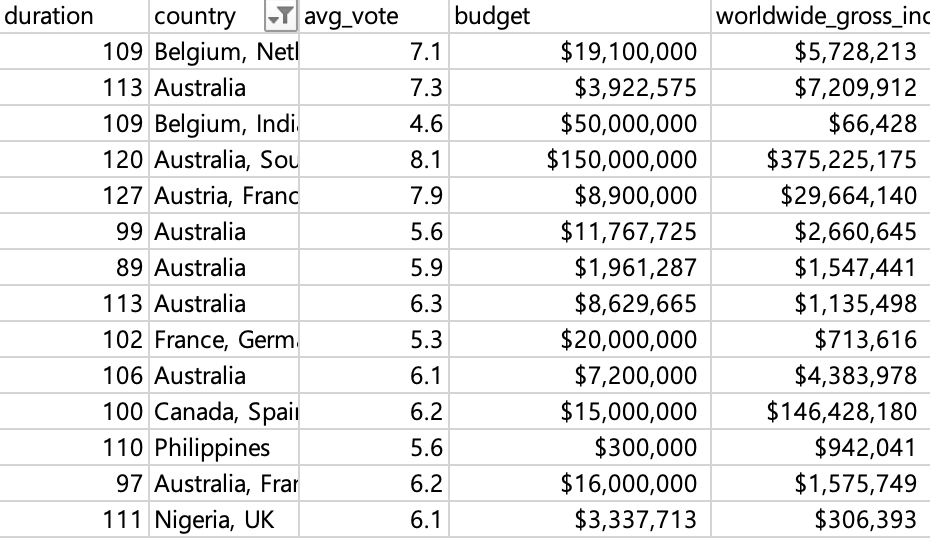 duration country avg_vote budget worldwide_gross_inc
109 Belgium, Net 7.1 $19,100,000 $5,728,213
113 Australia 7.3 $3,922,575 $7,209,912
109 Belgium, Indi 4.6 $50,000,000 $66,428
120 Australia, Sou 8.1 $150,000,000 $375,225,175
127 Austria, Franc 7.9 $8,900,000 $29,664,140
99 Australia 5.6 $11,767,725 $2,660,645
89 Australia 5.9 $1,961,287 $1,547,441
113 Australia 6.3 $8,629,665 $1,135,498
102 France, Germ 5.3 $20,000,000 $713,616
106 Australia 6.1 $7,200,000 $4,383,978
100 Canada, Spai 6.2 $15,000,000 $146,428,180
110 Philippines 5.6 $300,000 $942,041
97 Australia, Fra 6.2 $16,000,000 $1,575,749
111 Nigeria, UK 6.1 $3,337,713 $306,393